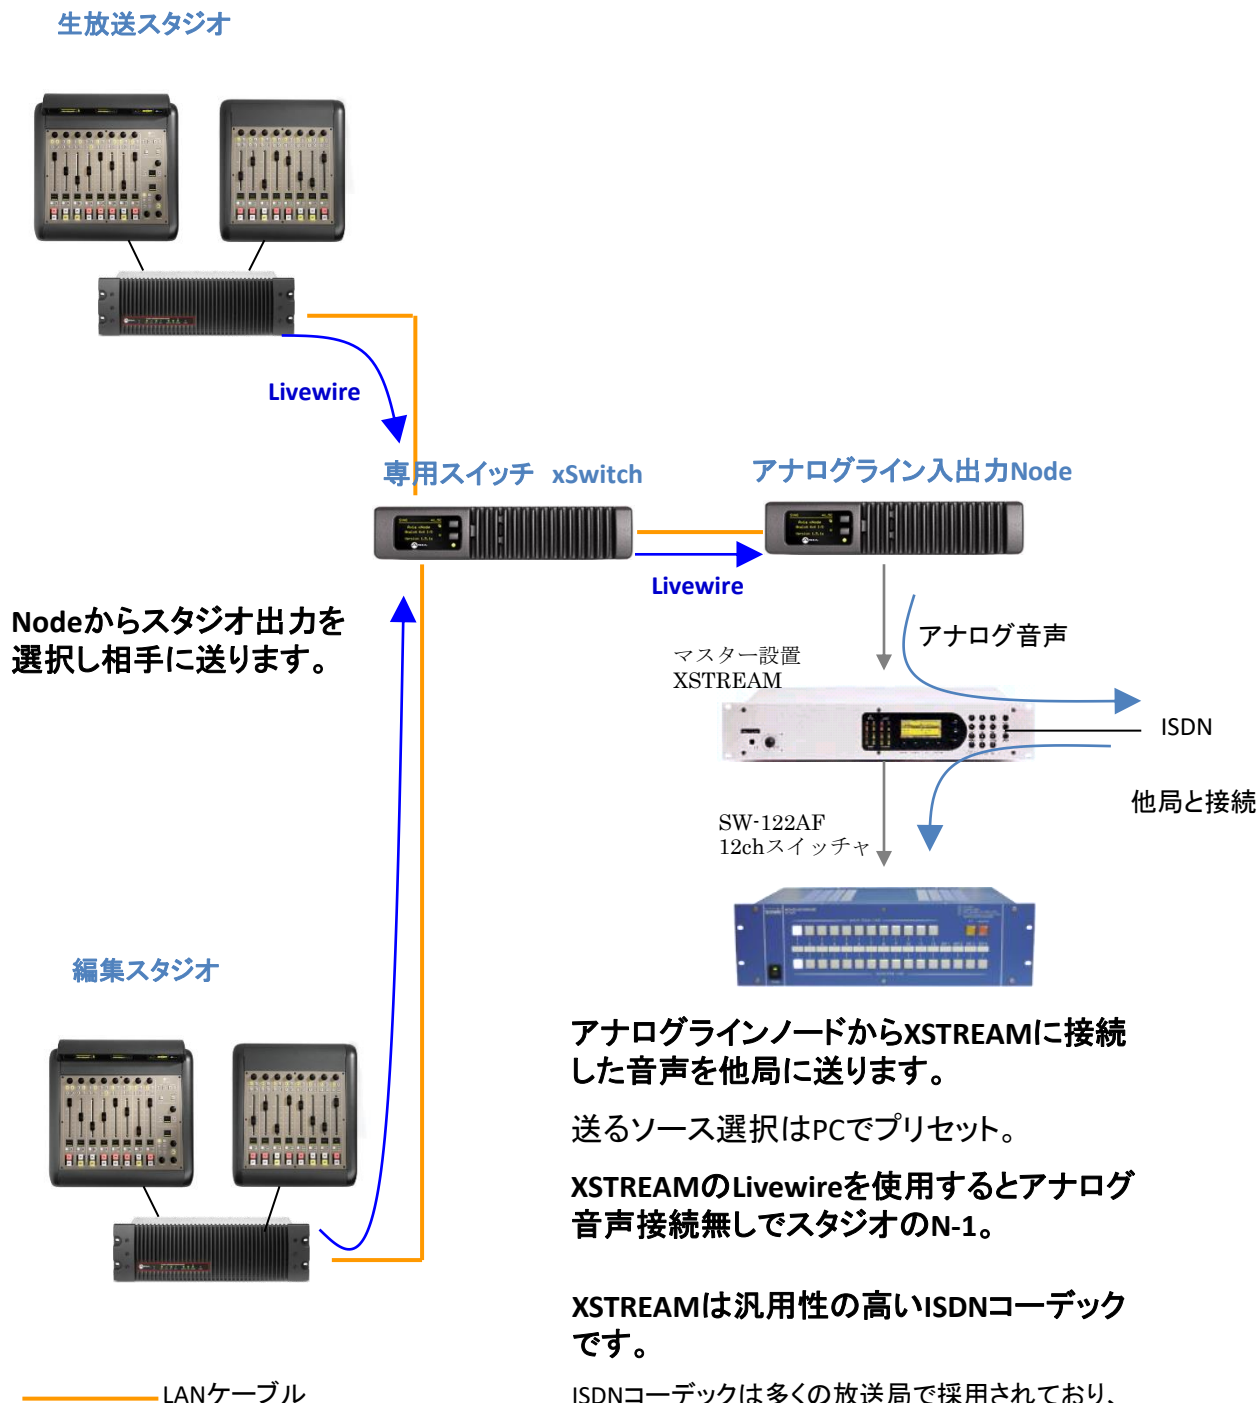 生放送スタジオ
Livewire
専用スイッチ xSwitch
アナログライン入出力Node
Livewire
Nodeからスタジオ出力を
選択し相手に送ります。
アナログ音声
マスター設置
XSTREAM
ISDN
他局と接続
SW-122AF
12chスイッチャ
編集スタジオ
アナログラインノードからXSTREAMに接続
した音声を他局に送ります。
送るソース選択はPCでプリセット。
XSTREAMのLivewireを使用するとアナログ
音声接続無しでスタジオのN-1。
XSTREAMは汎用性の高いISDNコーデック
です。
LANケーブル
ISDNコーデックは多くの放送局で採用されており、